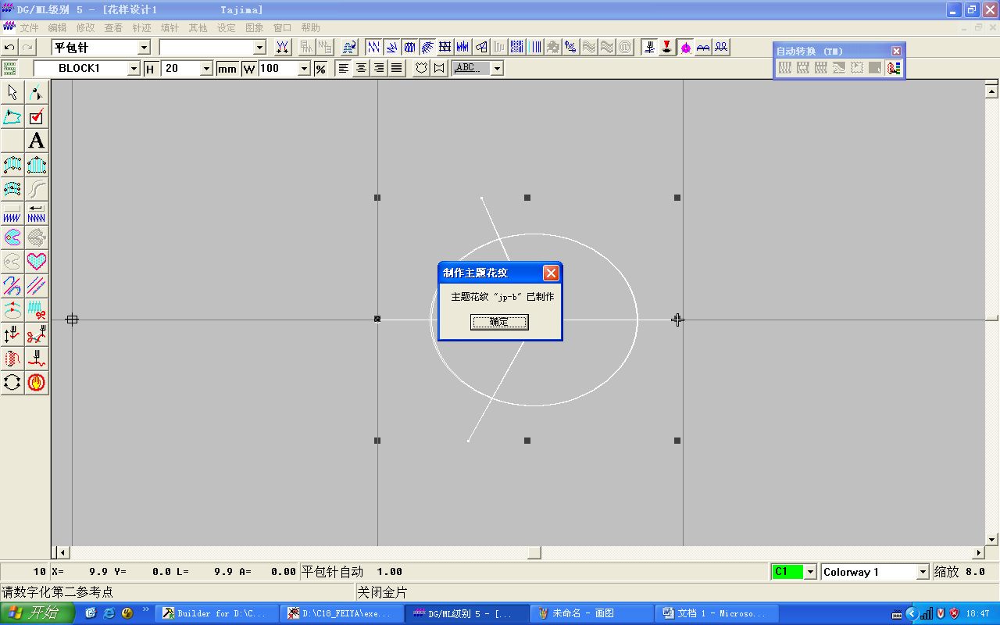 DG/ML级别 5 - [花样设计1 Tajima]
文件 编辑 修改 查看 针迹 填针 其他 设定 图象 窗口 帮助
平包针
自动转换 (TM)
BLOCK1 H 20 mm W 100 % ABC..
A
制作主题花纹
主题花纹 "jp-b" 已制作
确定
10 X= 9.9 Y= 0.0 L= 9.9 A= 0.00 平包针自动 1.00 C1 Colorway 1 缩放 8.0
请数字化第二参考点 关闭金片
开始 Builder for D:\C... D:\C18_FEIYA\exe... DG/ML级别 5 - [... 未命名 - 画图 文档 1 - Microso... 18:47